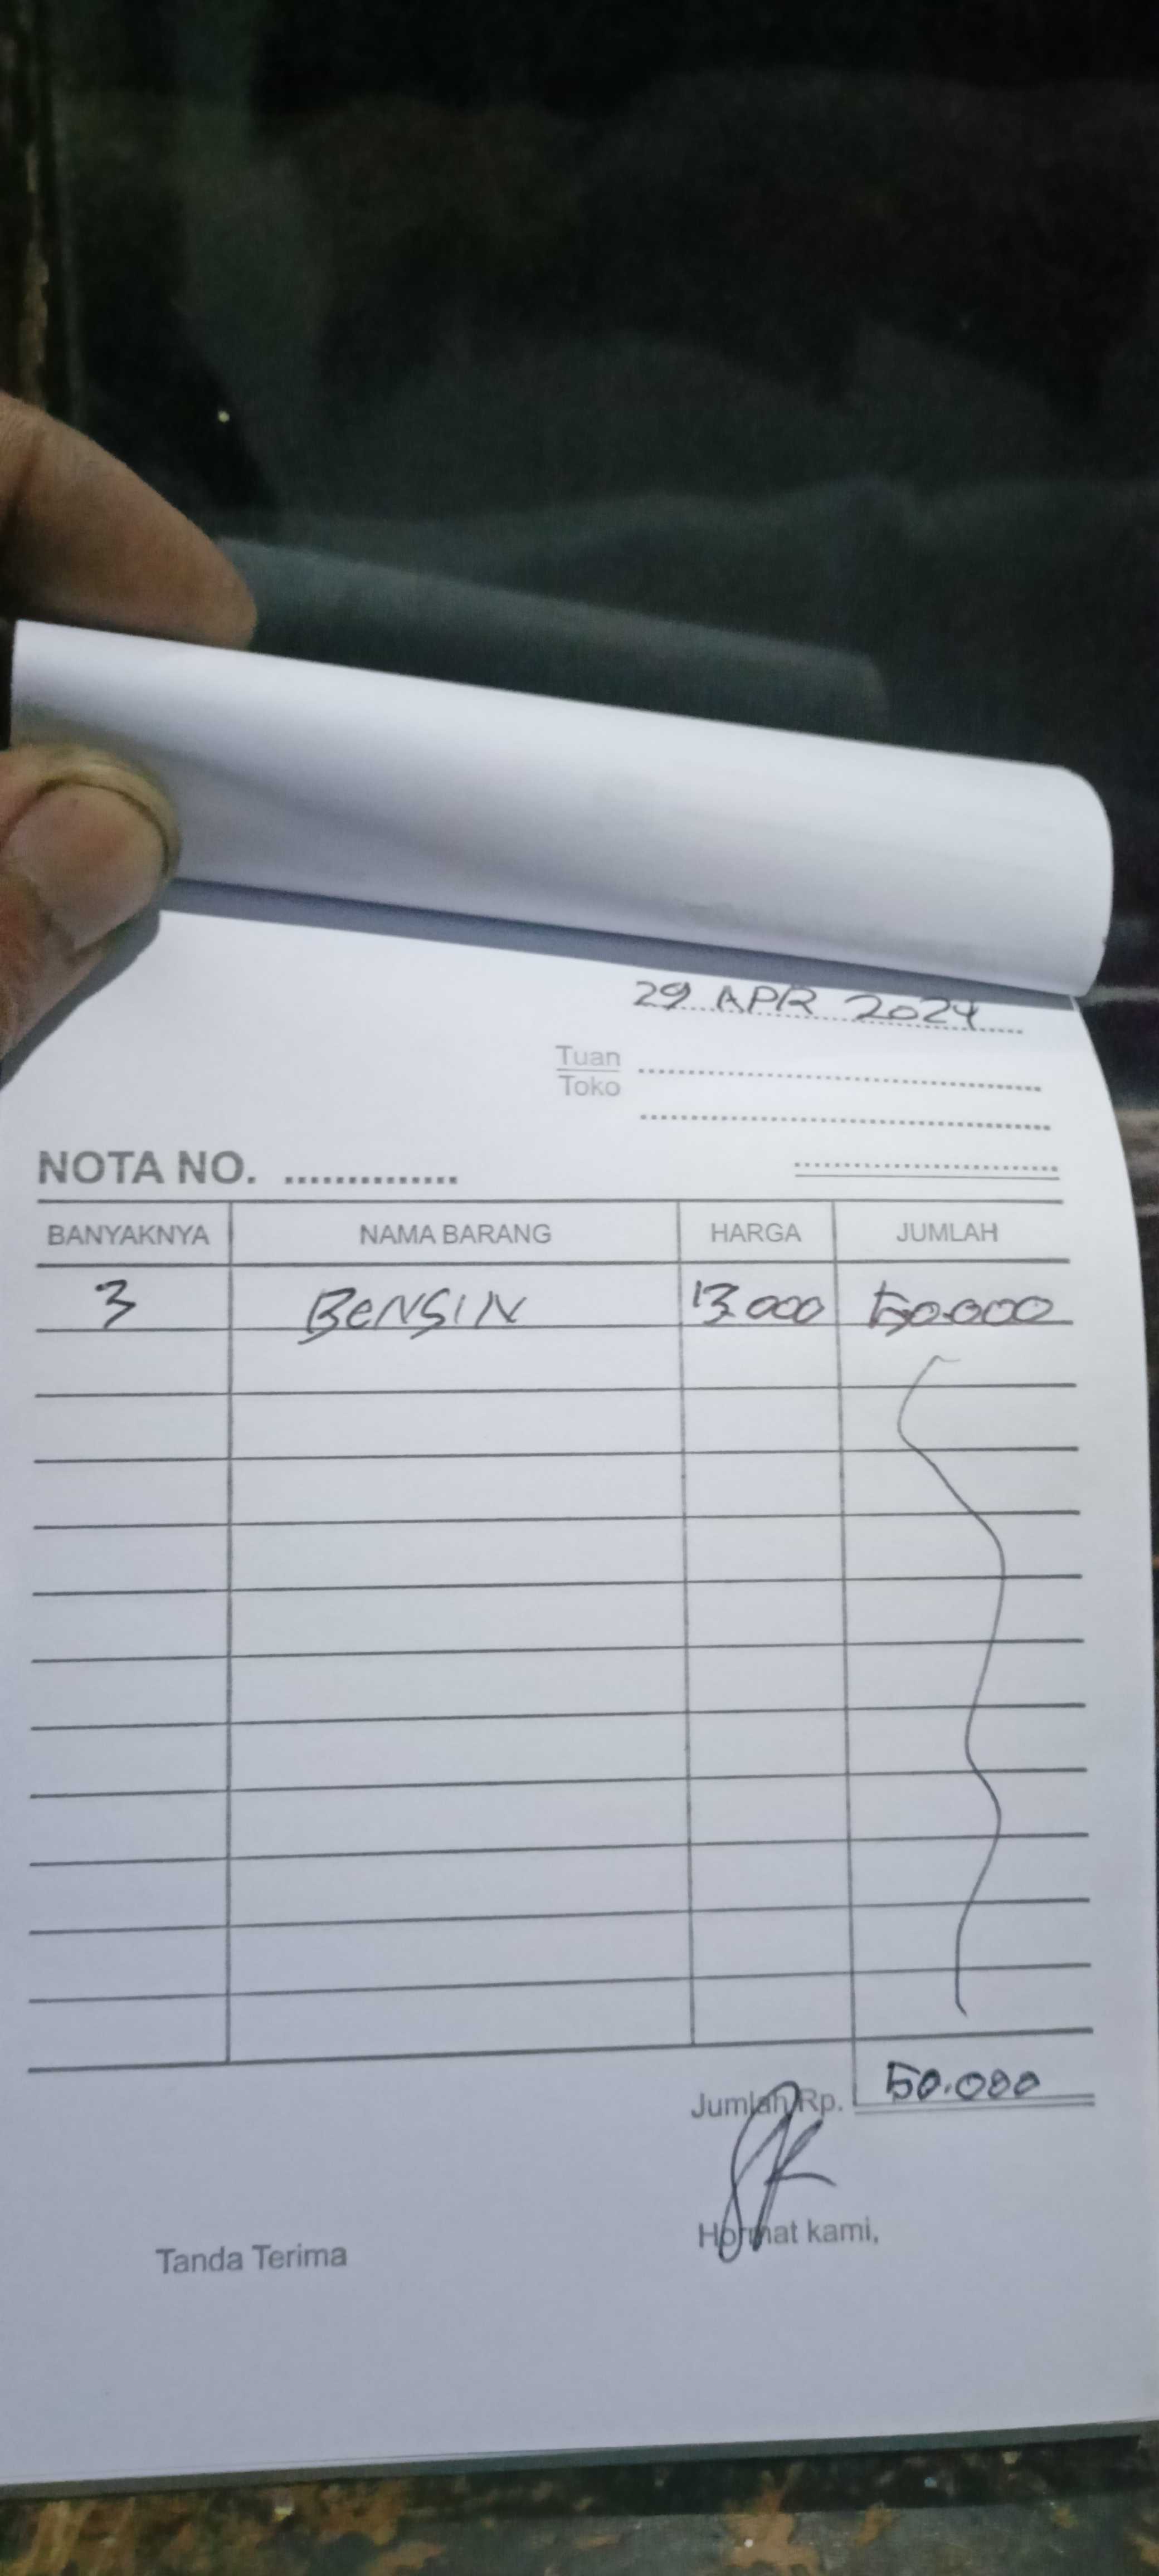 29 APR 2024
Tuan
Toko
NOTA NO. ..............
BANYAKNYA NAMA BARANG HARGA JUMLAH
3 BENSIN 13.000 50.000
Jumlah Rp. 50.000
Tanda Terima Hormat kami,